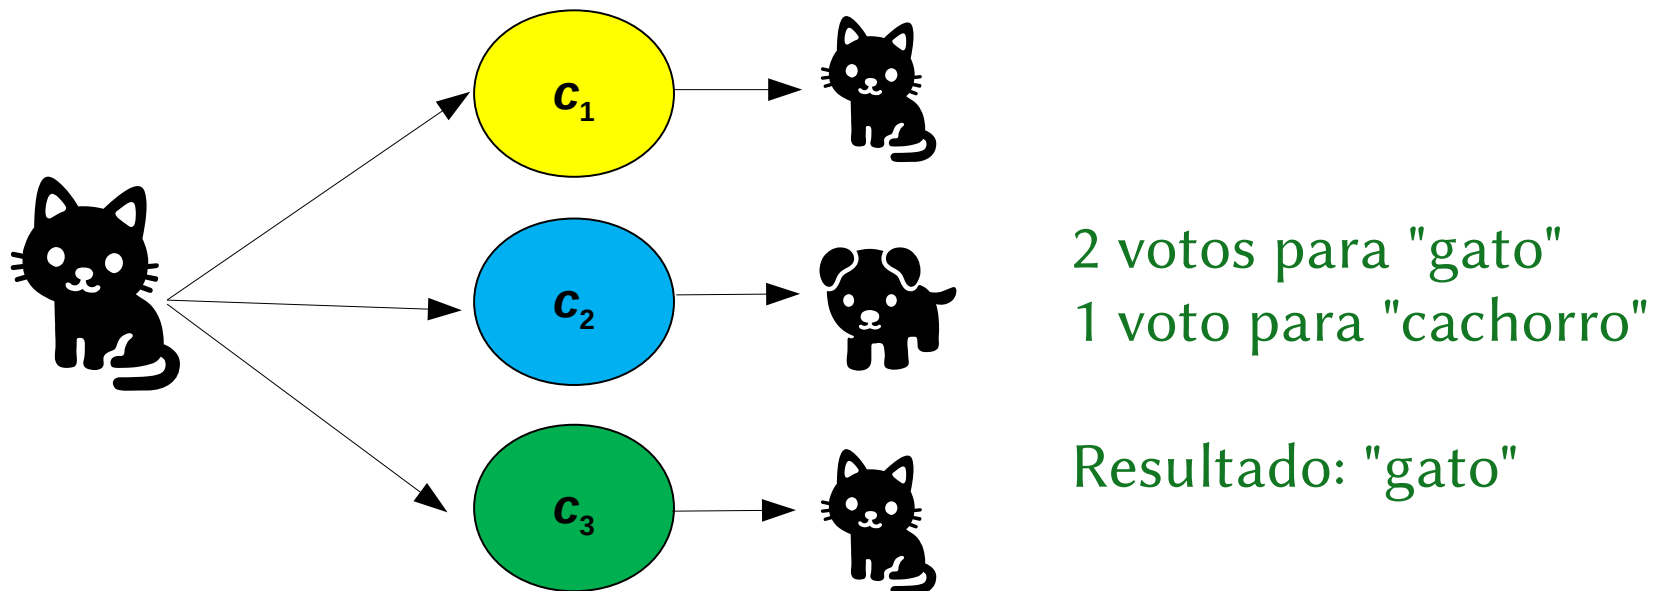 c₁
c₂
2 votos para "gato"
1 voto para "cachorro"
Resultado: "gato"
c₃